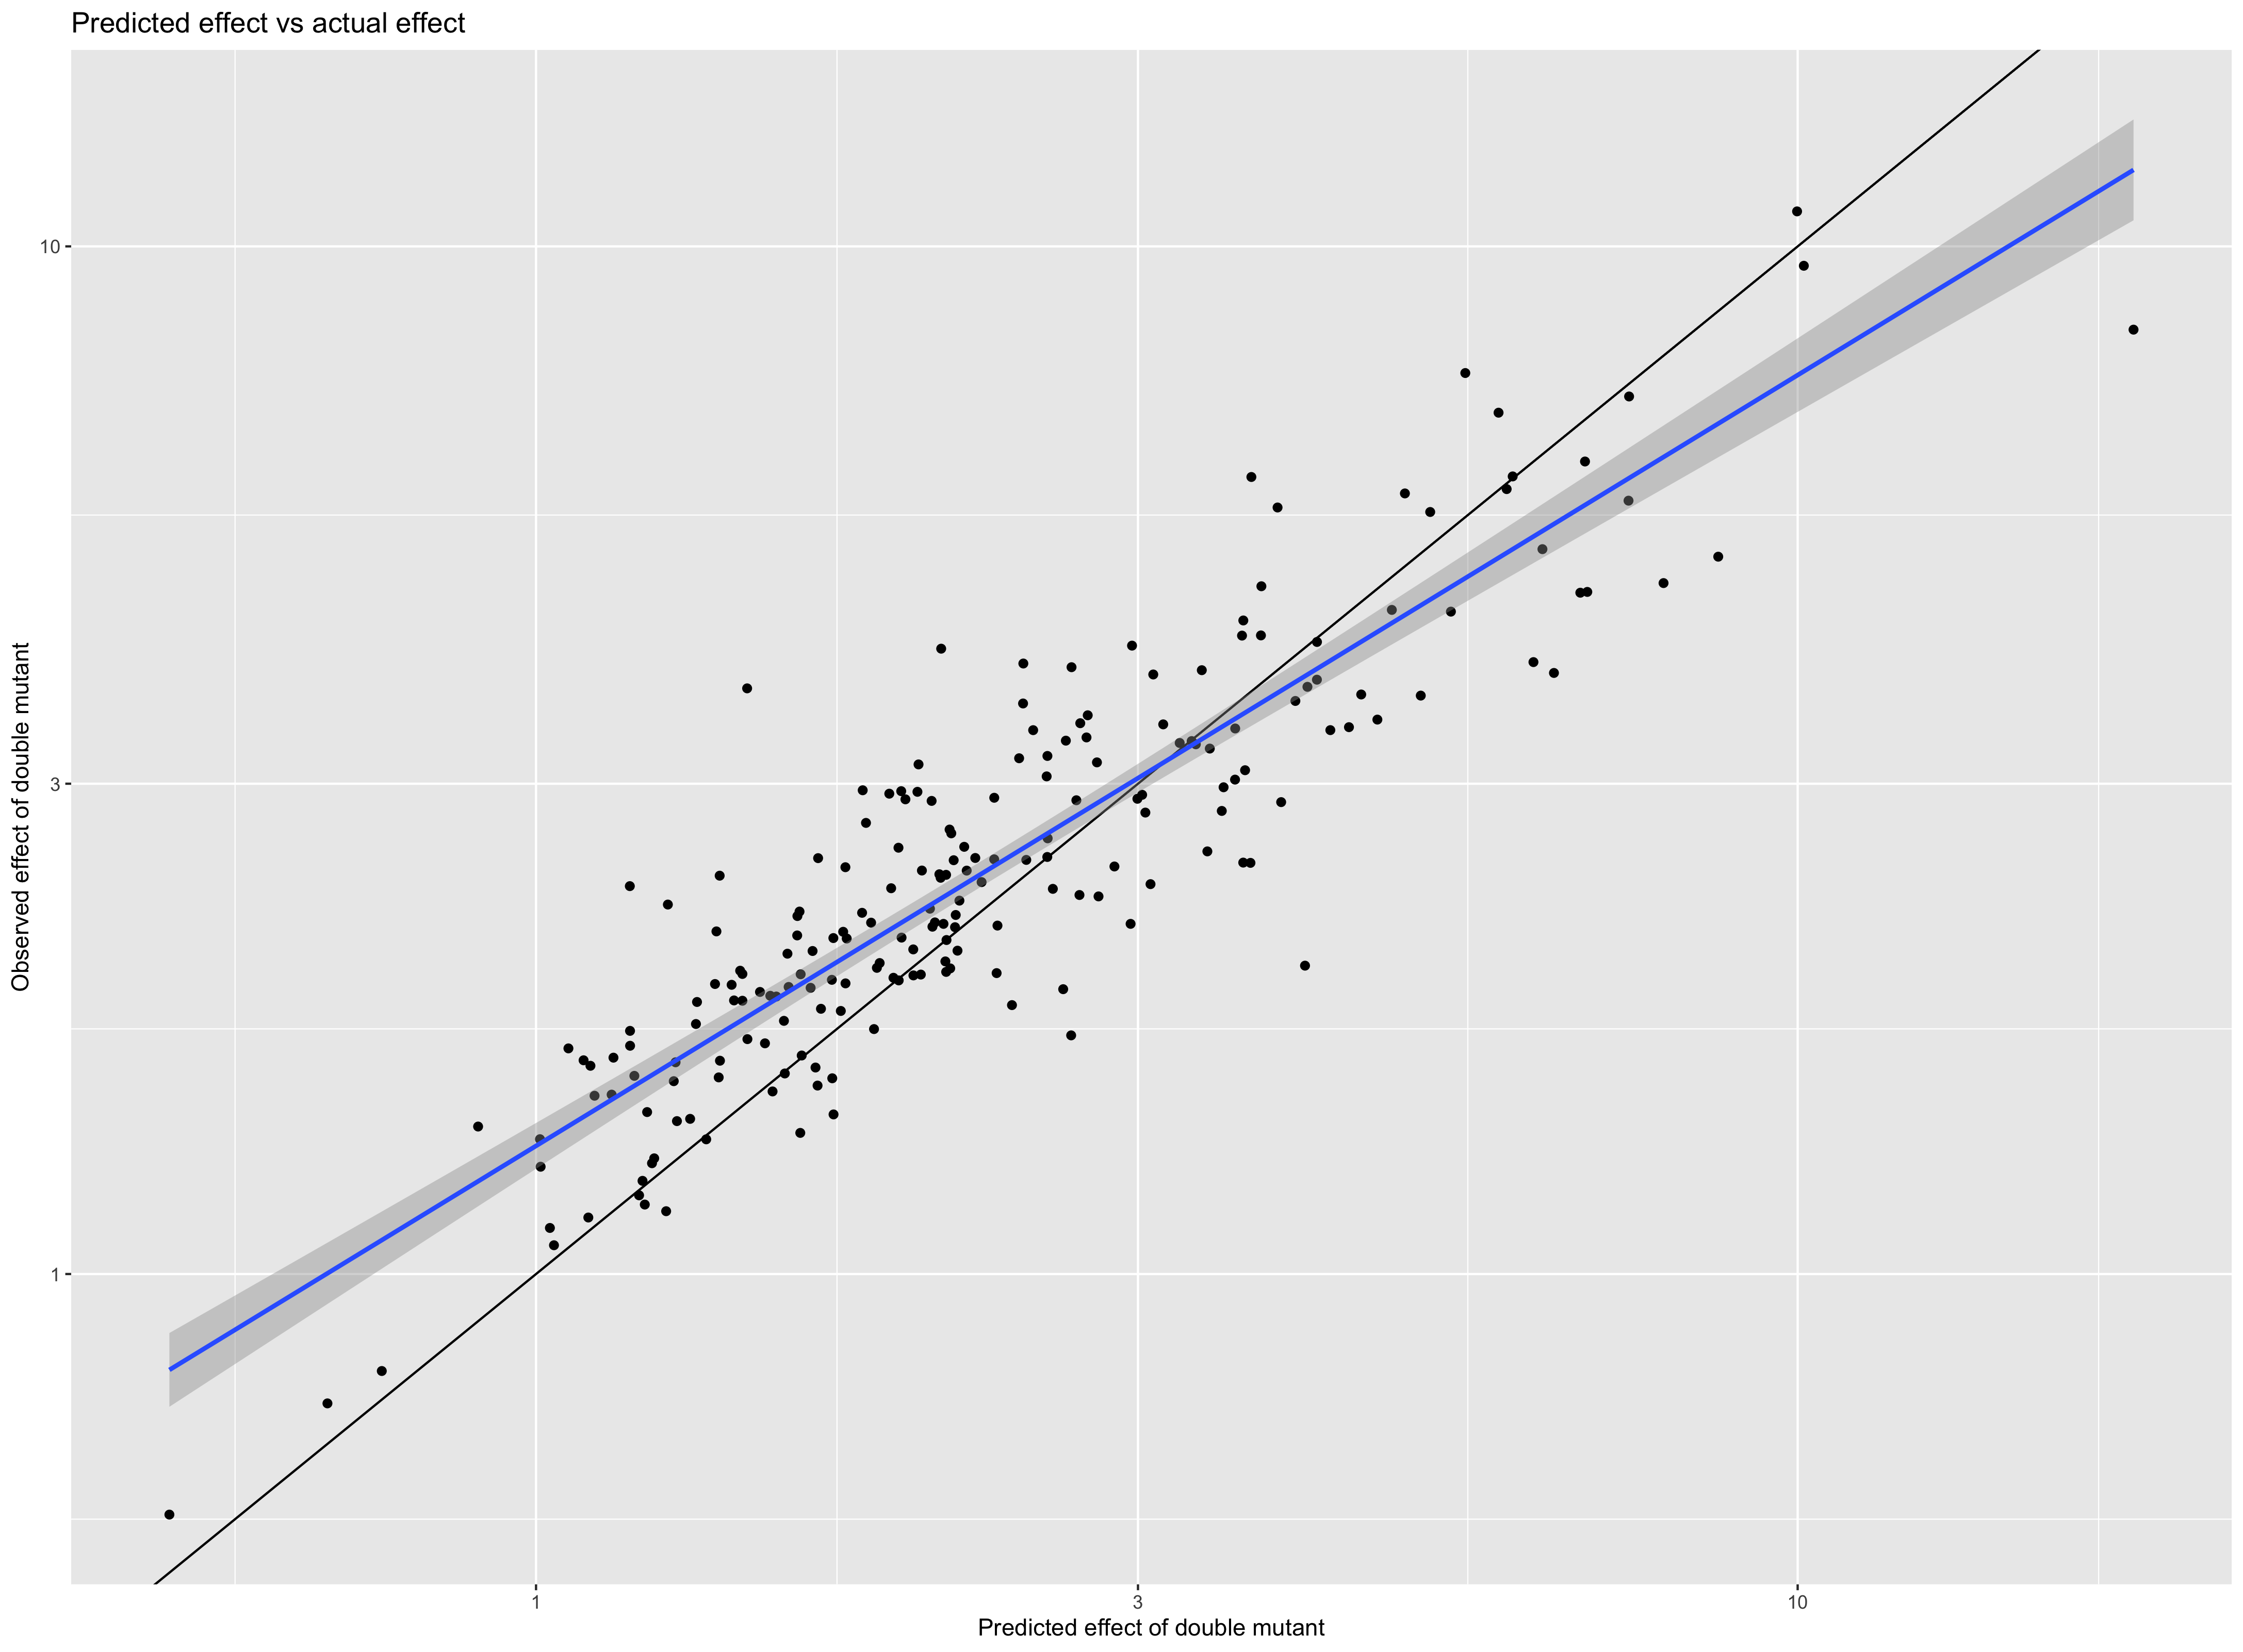 Predicted effect vs actual effect
10
3
1
Observed effect of double mutant
1
3
10
Predicted effect of double mutant